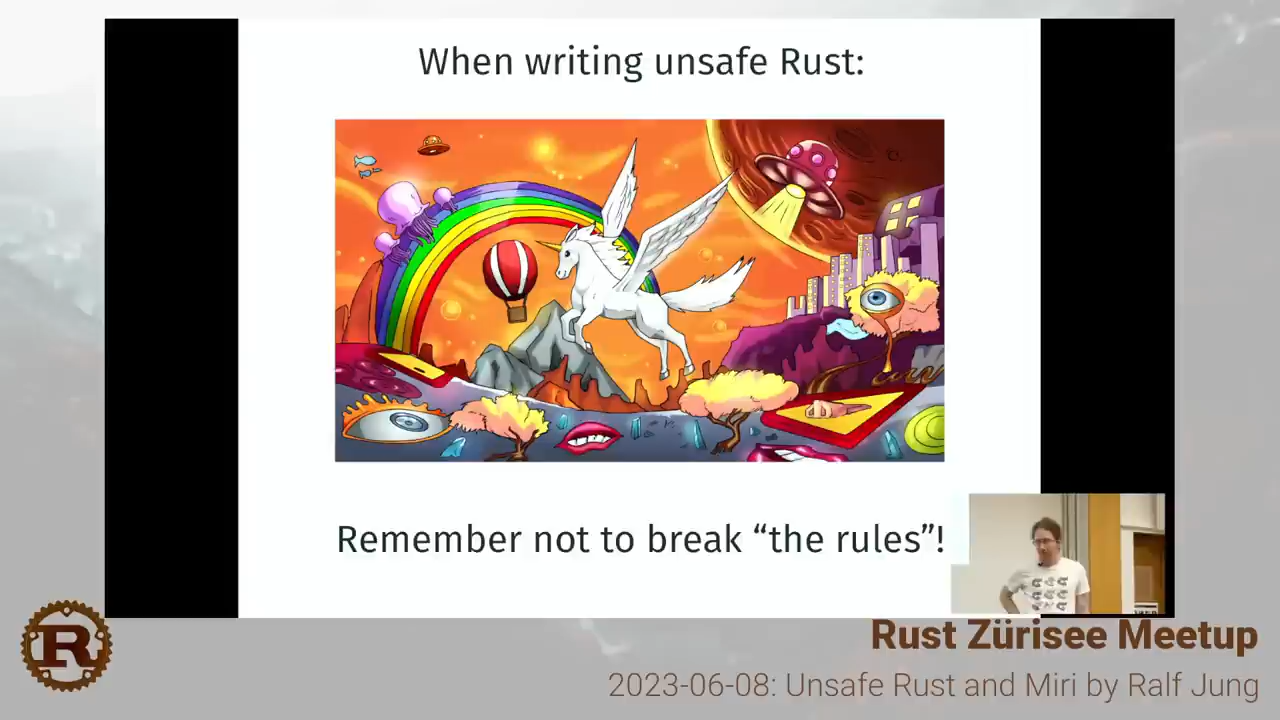 When writing unsafe Rust:
Remember not to break “the rules”!
R
Rust Zürisee Meetup
2023-06-08: Unsafe Rust and Miri by Ralf Jung